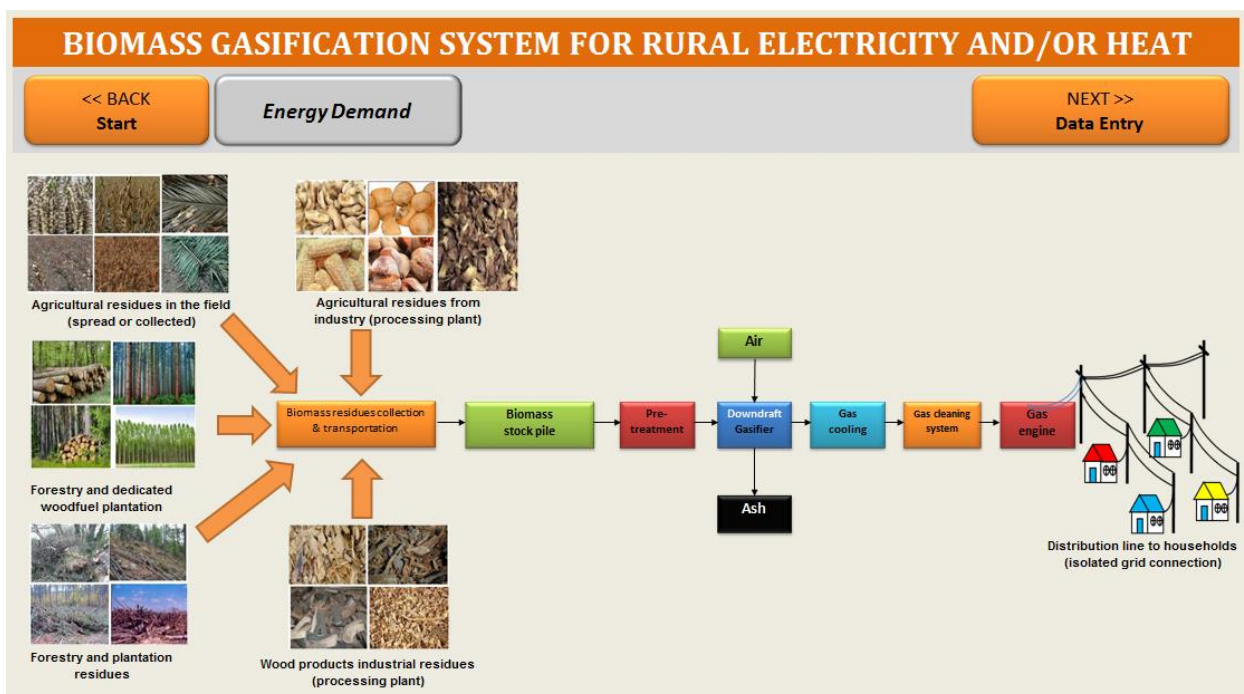 BIOMASS GASIFICATION SYSTEM FOR RURAL ELECTRICITY AND/OR HEAT
<< BACK
Start
Energy Demand
NEXT >>
Data Entry
Agricultural residues in the field
(spread or collected)
Agricultural residues from
industry (processing plant)
Air
Biomass residues collection
& transportation
Biomass
stock pile
Pre-
treatment
Downdraft
Gasifier
Gas
cooling
Gas cleaning
system
Gas
engine
Forestry and dedicated
woodfuel plantation
Ash
Distribution line to households
(isolated grid connection)
Forestry and plantation
residues
Wood products industrial residues
(processing plant)